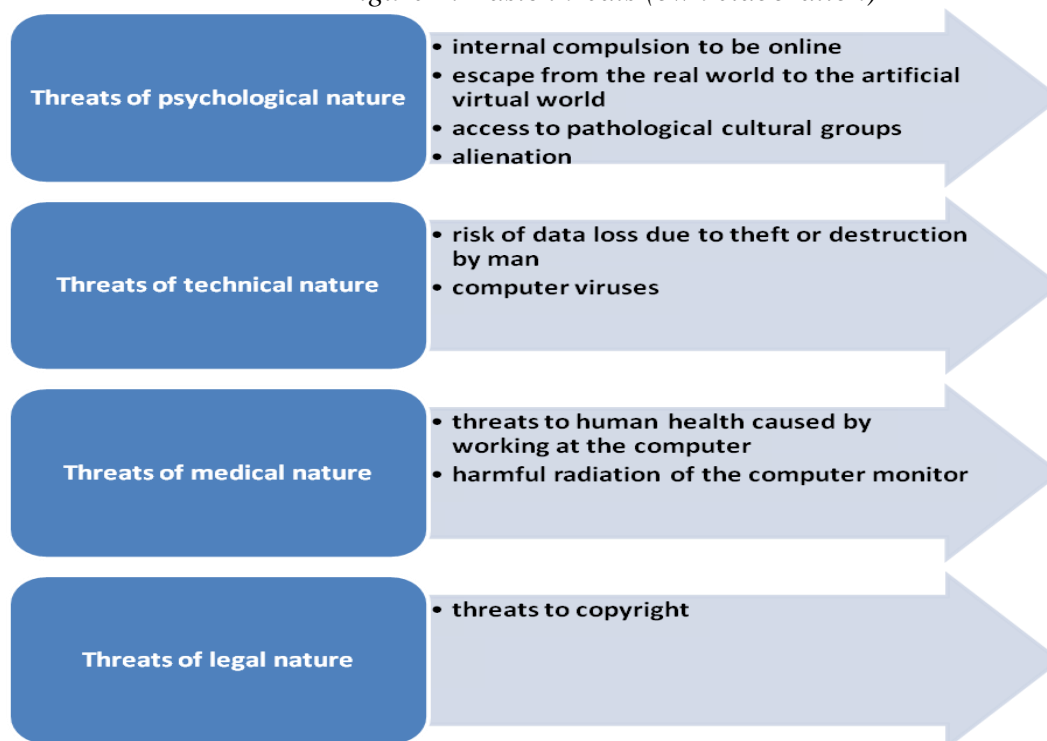 Threats of psychological nature
• internal compulsion to be online
• escape from the real world to the artificial
virtual world
• access to pathological cultural groups
• alienation
Threats of technical nature
• risk of data loss due to theft or destruction
by man
• computer viruses
Threats of medical nature
• threats to human health caused by
working at the computer
• harmful radiation of the computer monitor
Threats of legal nature
• threats to copyright